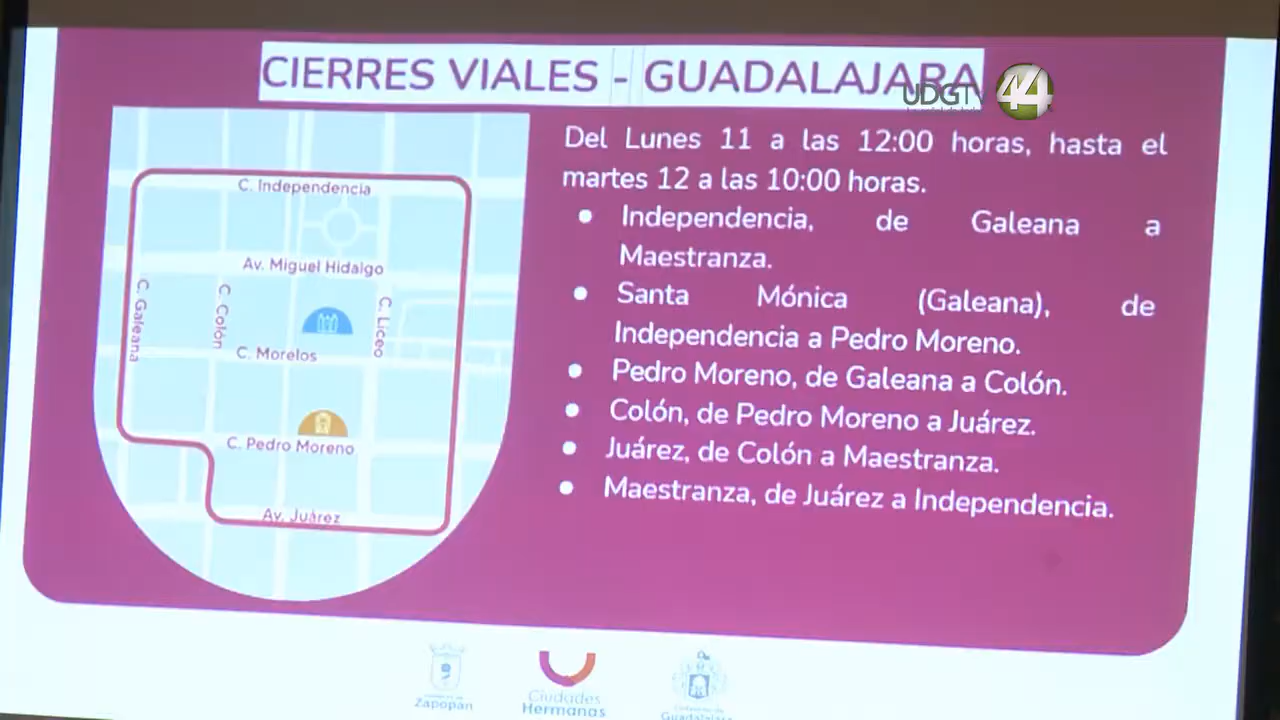 CIERRES VIALES - GUADALAJARA
UDGTV 44
Del Lunes 11 a las 12:00 horas, hasta el
martes 12 a las 10:00 horas.
Independencia, de Galeana a
Maestranza.
Santa Mónica (Galeana), de
Independencia a Pedro Moreno.
Pedro Moreno, de Galeana a Colón.
Colón, de Pedro Moreno a Juárez.
Juárez, de Colón a Maestranza.
Maestranza, de Juárez a Independencia.
C. Independencia
Av. Miguel Hidalgo
C. Galeana
C. Colón
C. Liceo
C. Morelos
C. Pedro Moreno
Av. Juárez
Zapopan
Ciudades
Hermanas
Guadalajara